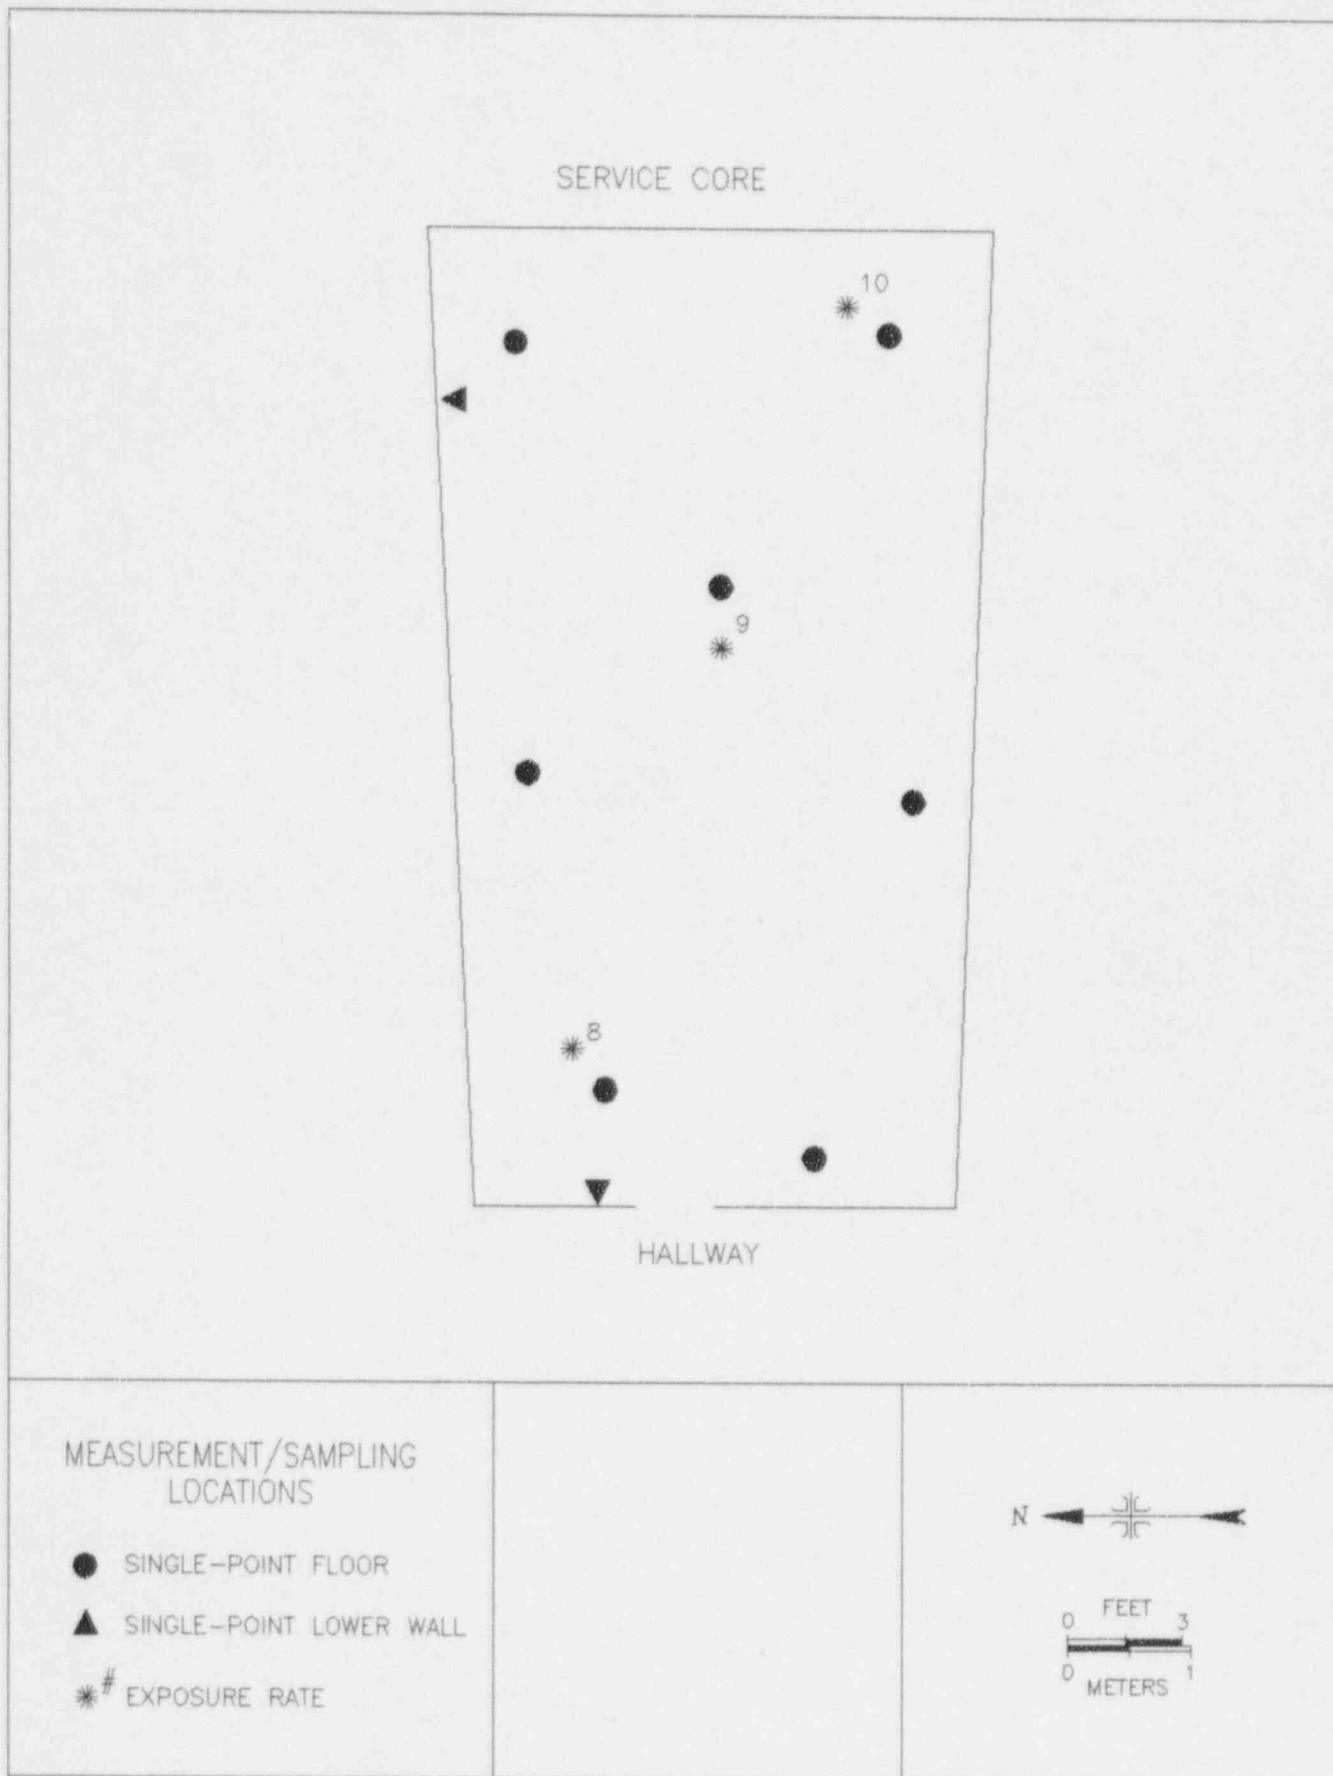 SERVICE CORE
10
9
8
HALLWAY
MEASUREMENT/SAMPLING
LOCATIONS
SINGLE-POINT FLOOR
SINGLE-POINT LOWER WALL
# EXPOSURE RATE
N
FEET
0 3
0 1
METERS